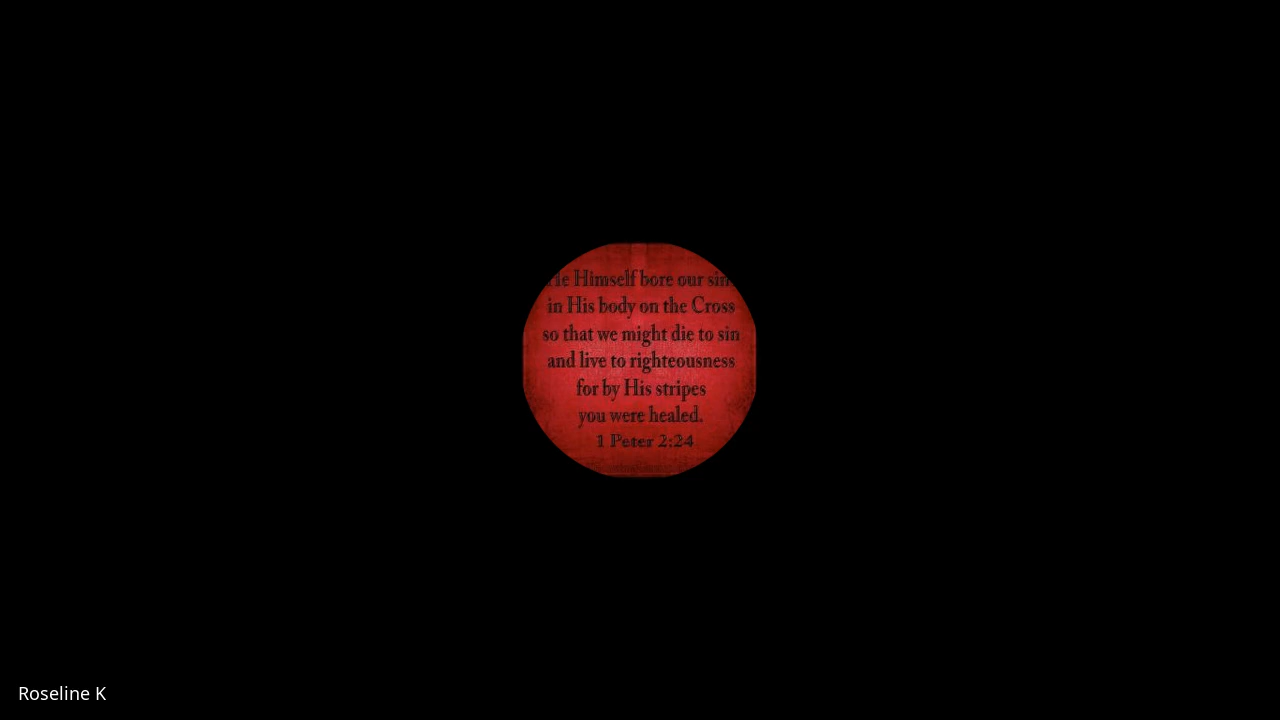 He Himself bore our sin
in His body on the Cross
so that we might die to sin
and live to righteousness
for by His stripes
you were healed.
1 Peter 2:24
Roseline K